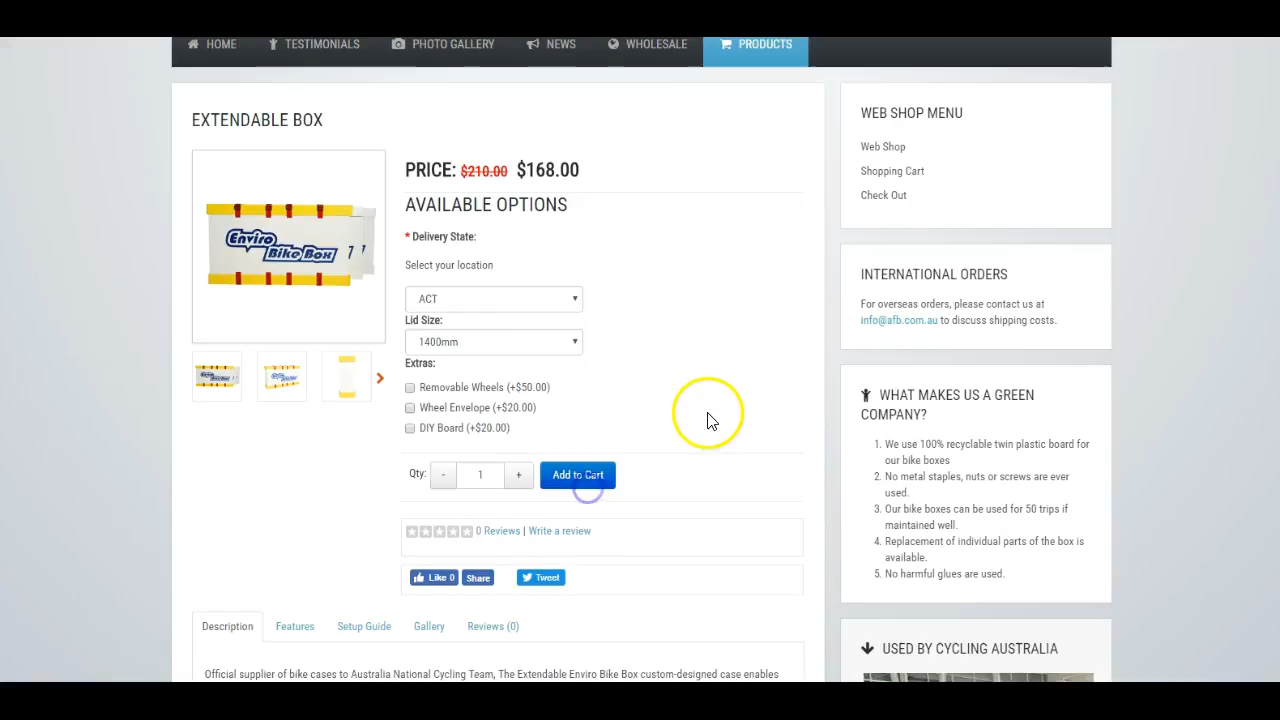 HOME
TESTIMONIALS
PHOTO GALLERY
NEWS
WHOLESALE
PRODUCTS
EXTENDABLE BOX
Enviro
Bike Box
7
7
PRICE: $210.00 $168.00
AVAILABLE OPTIONS
* Delivery State:
Select your location
ACT
Lid Size:
1400mm
Extras:
Removable Wheels (+$50.00)
Wheel Envelope (+$20.00)
DIY Board (+$20.00)
Qty: - 1 + Add to Cart
0 Reviews | Write a review
Like 0 Share Tweet
Description
Features
Setup Guide
Gallery
Reviews (0)
Official supplier of bike cases to Australia National Cycling Team, The Extendable Enviro Bike Box custom-designed case enables
WEB SHOP MENU
Web Shop
Shopping Cart
Check Out
INTERNATIONAL ORDERS
For overseas orders, please contact us at
info@afb.com.au to discuss shipping costs.
WHAT MAKES US A GREEN
COMPANY?
1. We use 100% recyclable twin plastic board for
our bike boxes
2. No metal staples, nuts or screws are ever
used.
3. Our bike boxes can be used for 50 trips if
maintained well.
4. Replacement of individual parts of the box is
available.
5. No harmful glues are used.
USED BY CYCLING AUSTRALIA